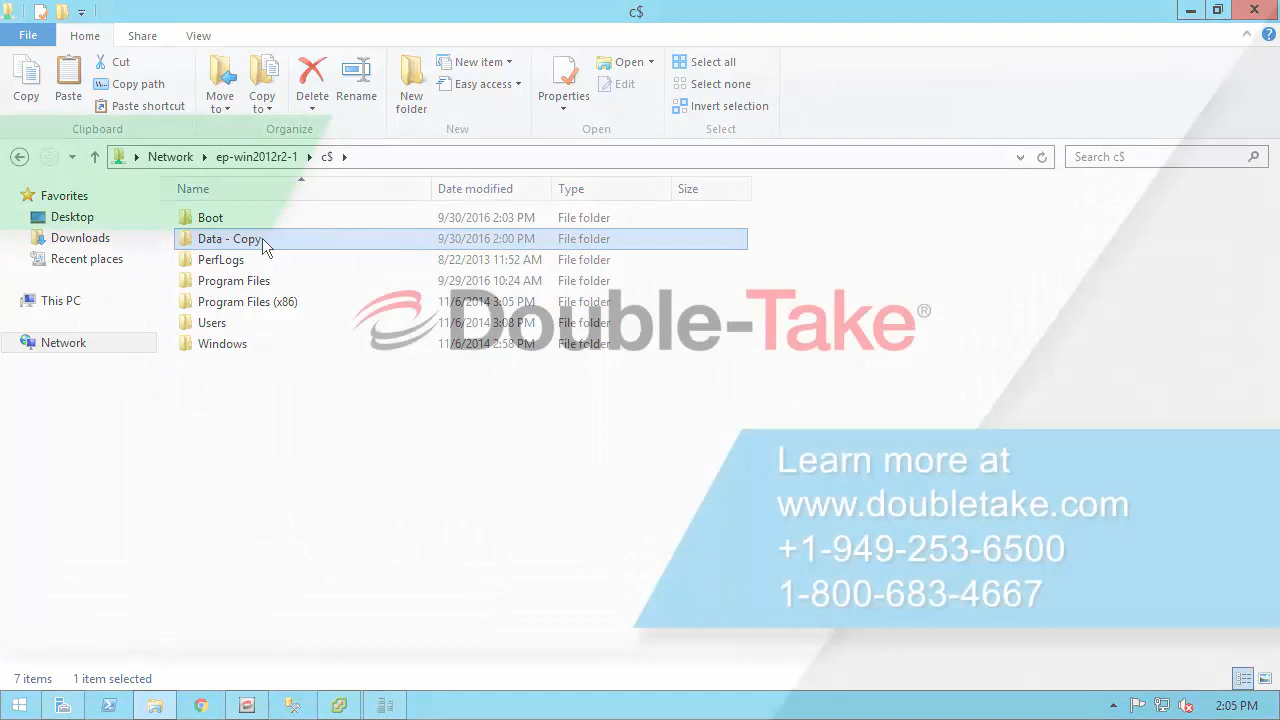 c$
File
Home
Share
View
Copy
Paste
Cut
Copy path
Paste shortcut
Clipboard
Move to
Copy to
Delete
Rename
Organize
New folder
New item
Easy access
New
Properties
Open
Edit
Open
Select all
Select none
Invert selection
Select
Network ep-win2012r2-1 c$
Search c$
Favorites
Desktop
Downloads
Recent places
This PC
Network
Name Date modified Type Size
Boot 9/30/2016 2:03 PM File folder
Data - Copy 9/30/2016 2:00 PM File folder
PerfLogs 8/22/2013 11:52 AM File folder
Program Files 9/29/2016 10:24 AM File folder
Program Files (x86) 11/6/2014 3:05 PM File folder
Users 11/6/2014 3:08 PM File folder
Windows 11/6/2014 2:58 PM File folder
Double-Take®
Learn more at
www.doubletake.com
+1-949-253-6500
1-800-683-4667
7 items 1 item selected
2:05 PM